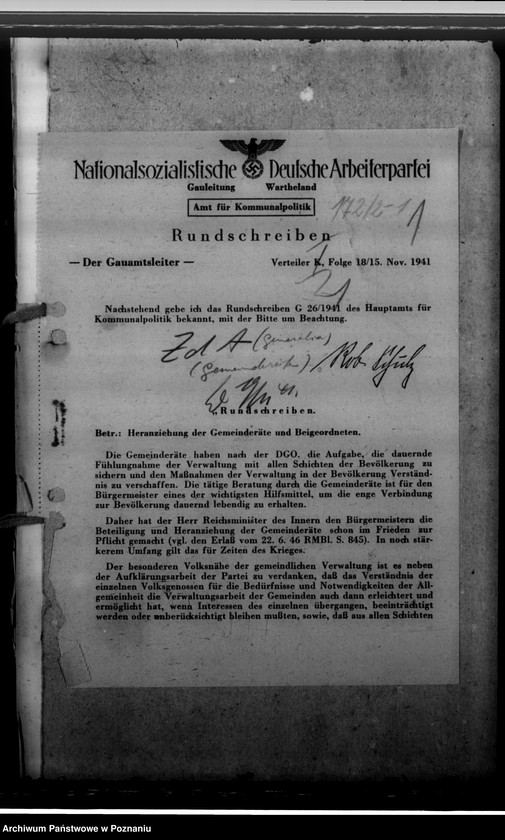 Nationalsozialistische Deutsche Arbeiterpartei
Gauleitung Wartheland
Amt für Kommunalpolitik
172/2-1
Rundschreiben
— Der Gauamtsleiter —
Verteiler K, Folge 18/15. Nov. 1941
Nachstehend gebe ich das Rundschreiben G 26/1941 des Hauptamts für
Kommunalpolitik bekannt, mit der Bitte um Beachtung.
Z d A
(Gemeinderäte)
„Rundschreiben.
Betr.: Heranziehung der Gemeinderäte und Beigeordneten.
Die Gemeinderäte haben nach der DGO. die Aufgabe, die dauernde
Fühlungnahme der Verwaltung mit allen Schichten der Bevölkerung zu
sichern und den Maßnahmen der Verwaltung in der Bevölkerung Verständ-
nis zu verschaffen. Die tätige Beratung durch die Gemeinderäte ist für den
Bürgermeister eines der wichtigsten Hilfsmittel, um die enge Verbindung
zur Bevölkerung dauernd lebendig zu erhalten.
Daher hat der Herr Reichsminister des Innern den Bürgermeistern die
Beteiligung und Heranziehung der Gemeinderäte schon im Frieden zur
Pflicht gemacht (vgl. den Erlaß vom 22. 6. 46 RMBl. S. 845). In noch stär-
kerem Umfang gilt das für Zeiten des Krieges.
Der besonderen Volksnähe der gemeindlichen Verwaltung ist es neben
der Aufklärungsarbeit der Partei zu verdanken, daß das Verständnis der
einzelnen Volksgenossen für die Bedürfnisse und Notwendigkeiten der All-
gemeinheit die Verwaltungsarbeit der Gemeinden auch dann erleichtert und
ermöglicht hat, wenn Interessen des einzelnen übergangen, beeinträchtigt
werden oder unberücksichtigt bleiben mußten, sowie, daß aus allen Schichten
Archiwum Państwowe w Poznaniu